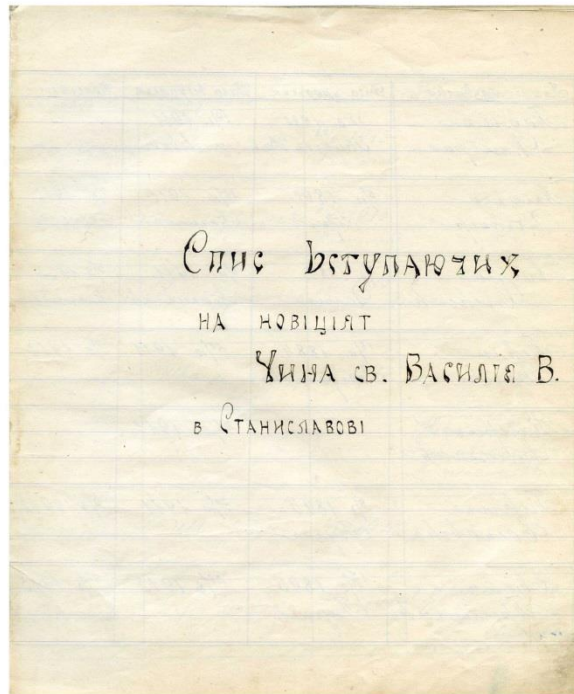 Спис вступаючих
на новіціят
Чина св. Василія В.
в Станиславові